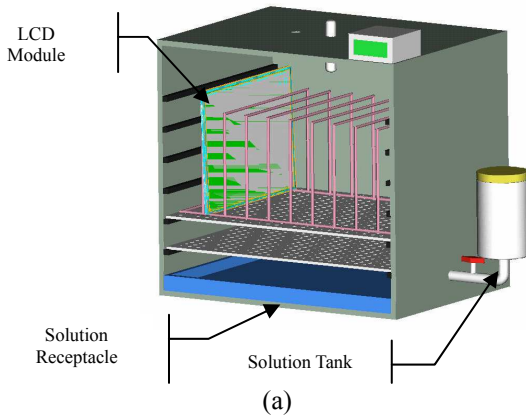 LCD
Module
Solution
Receptacle
Solution Tank
(a)